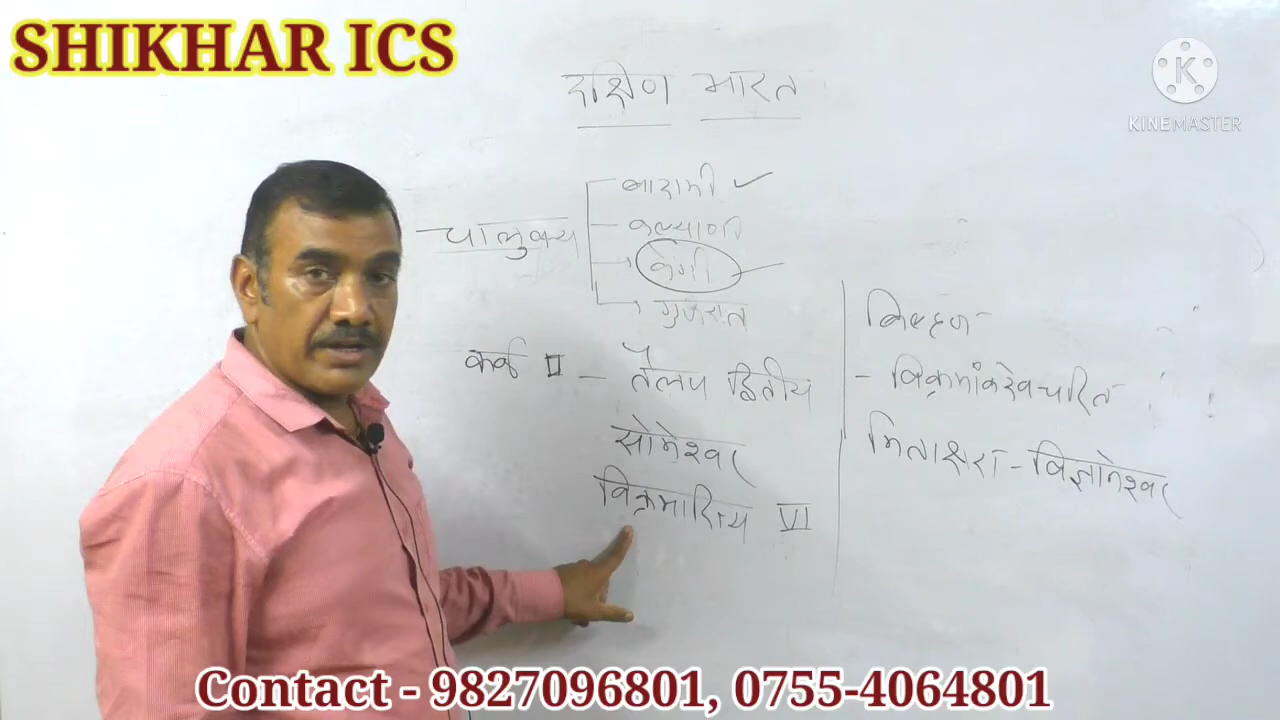 SHIKHAR ICS
K
KINEMASTER
दक्षिण भारत
चालुक्य
बादामी
कल्याणी
वेंगी
गुजरात
कर्क II - तैलप द्वितीय
सोमेश्वर
विक्रमादित्य VI
बिल्हण
- विक्रमांकदेवचरित
मिताक्षरा - विज्ञानेश्वर
Contact - 9827096801, 0755-4064801